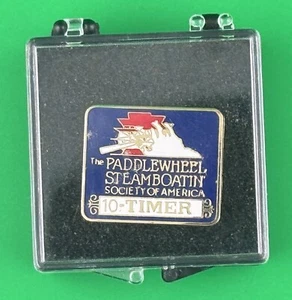 The PADDLEWHEEL
STEAMBOATIN'
SOCIETY OF AMERICA
10-TIMER